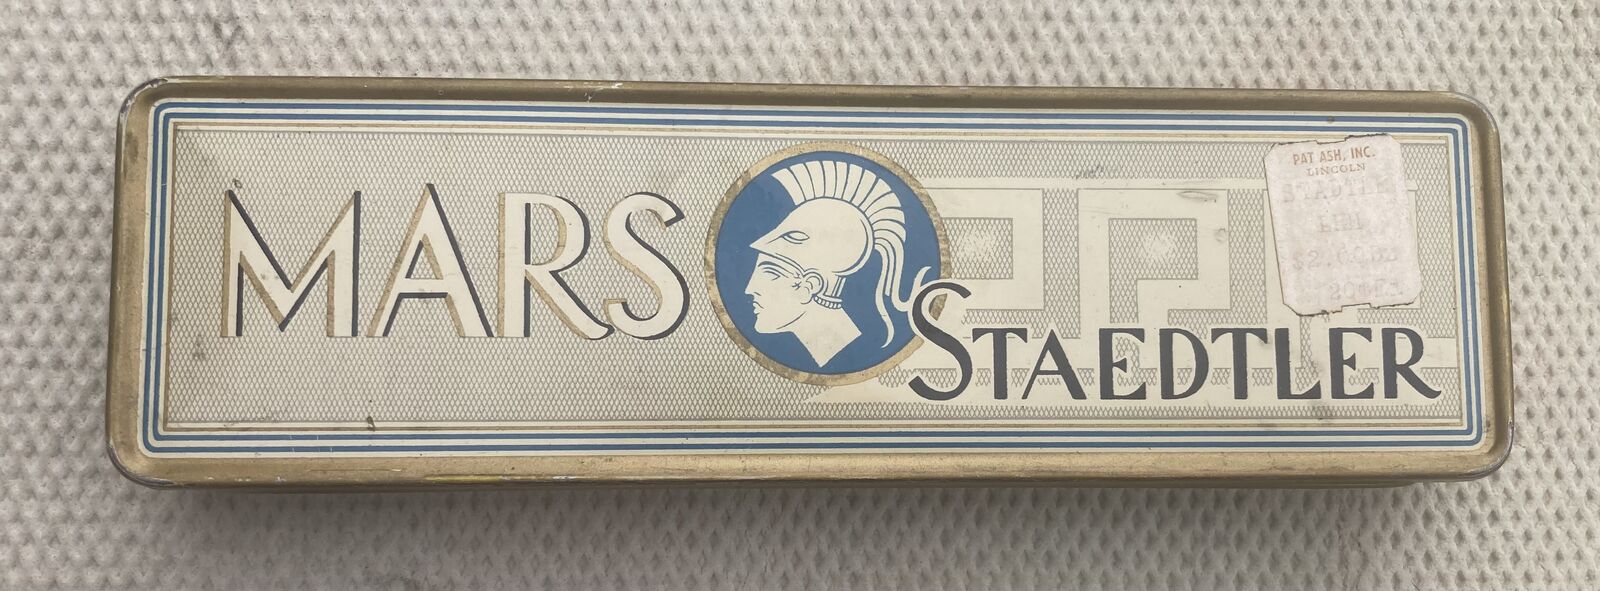 MARS
STAEDTLER
PAT ASH, INC.
LINCOLN